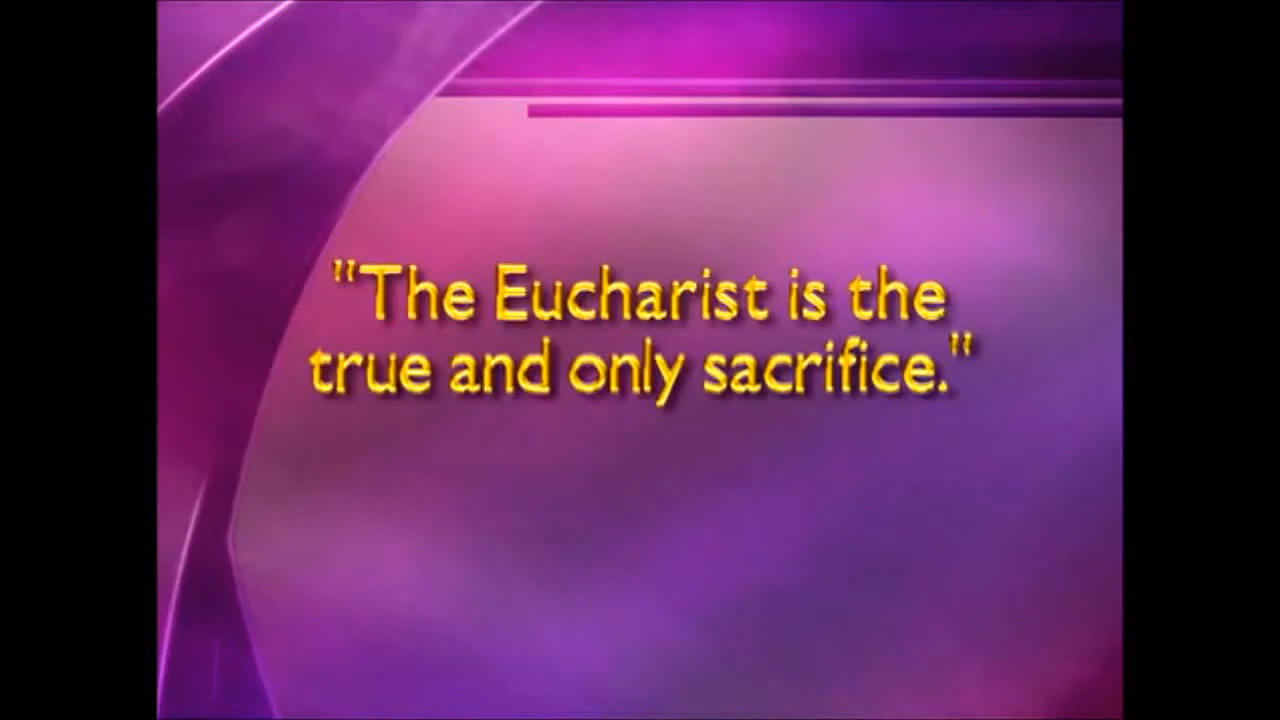 "The Eucharist is the
true and only sacrifice."